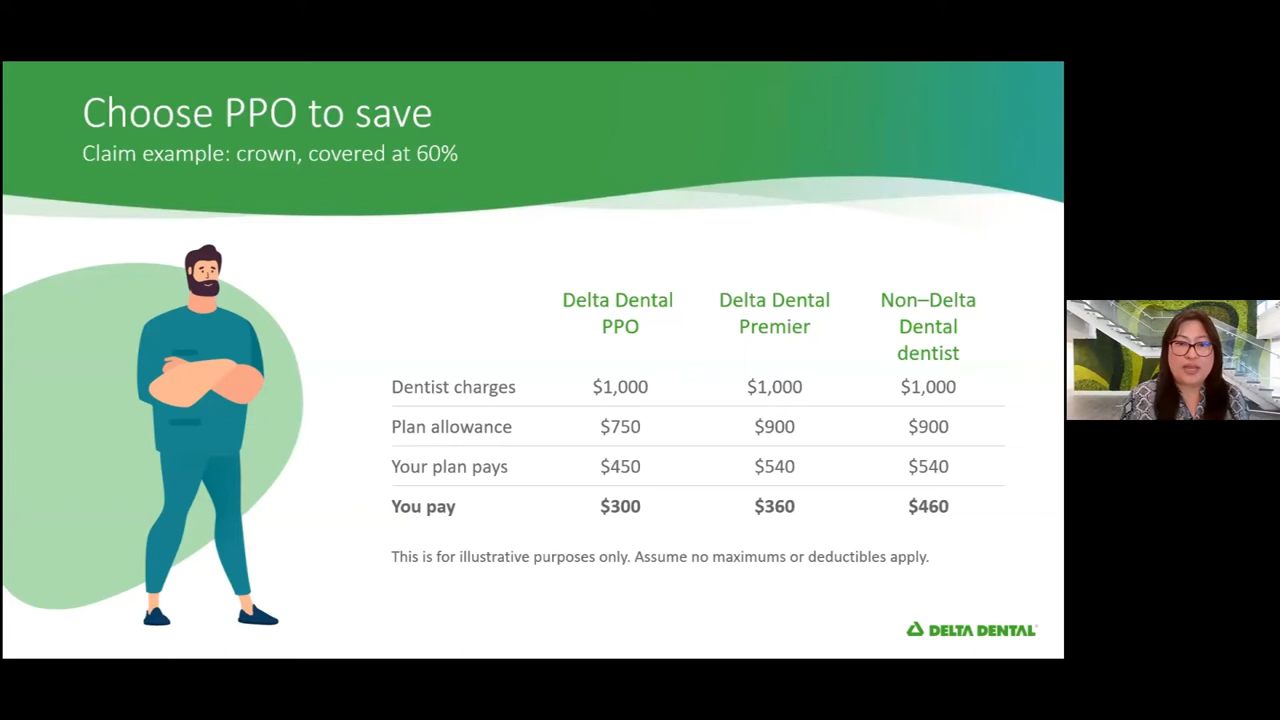 Choose PPO to save
Claim example: crown, covered at 60%
Delta Dental PPO
Delta Dental Premier
Non–Delta Dental dentist
Dentist charges $1,000 $1,000 $1,000
Plan allowance $750 $900 $900
Your plan pays $450 $540 $540
You pay $300 $360 $460
This is for illustrative purposes only. Assume no maximums or deductibles apply.
DELTA DENTAL®